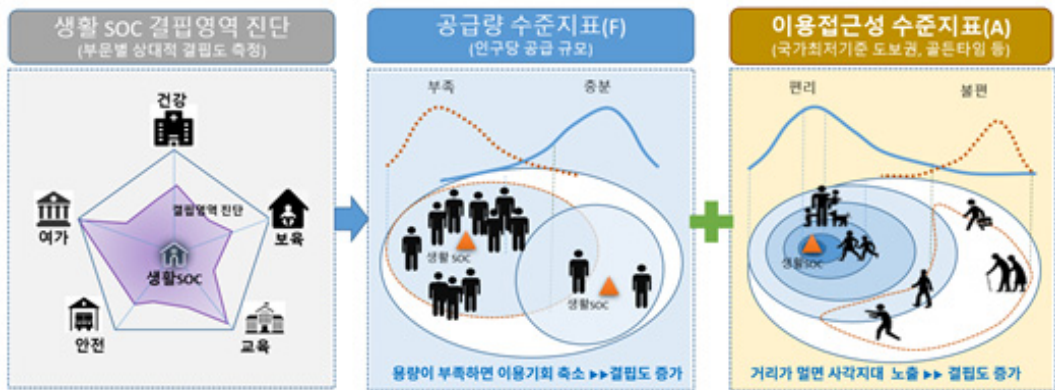 생활 SOC 결핍영역 진단
(부문별 상대적 결핍도 측정)
건강
여가
결핍영역 진단
보육
생활SOC
안전
교육
공급량 수준지표(F)
(인구당 공급 규모)
부족
충분
생활 SOC
생활SOC
용량이 부족하면 이용기회 축소 ▶▶결핍도 증가
이용접근성 수준지표(A)
(국가최저기준 도보권, 골든타임 등)
편리
불편
생활SOC
거리가 멀면 사각지대 노출 ▶▶ 결핍도 증가